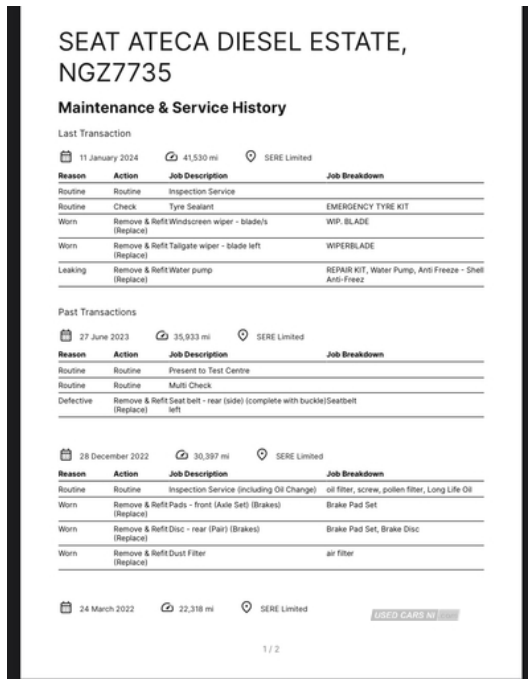 SEAT ATECA DIESEL ESTATE,
NGZ7735
Maintenance & Service History
Last Transaction
11 January 2024 41,530 mi SERE Limited
Reason Action Job Description Job Breakdown
Routine Routine Inspection Service
Routine Check Tyre Sealant EMERGENCY TYRE KIT
Worn Remove & Refit Windscreen wiper - blade/s WIP. BLADE
(Replace)
Worn Remove & Refit Tailgate wiper - blade left WIPERBLADE
(Replace)
Leaking Remove & Refit Water pump REPAIR KIT, Water Pump, Anti Freeze - Shell
(Replace) Anti-Freez
Past Transactions
27 June 2023 35,933 mi SERE Limited
Reason Action Job Description Job Breakdown
Routine Routine Present to Test Centre
Routine Routine Multi Check
Defective Remove & Refit Seat belt - rear (side) (complete with buckle) Seatbelt
(Replace) left
28 December 2022 30,397 mi SERE Limited
Reason Action Job Description Job Breakdown
Routine Routine Inspection Service (including Oil Change) oil filter, screw, pollen filter, Long Life Oil
Worn Remove & Refit Pads - front (Axle Set) (Brakes) Brake Pad Set
(Replace)
Worn Remove & Refit Disc - rear (Pair) (Brakes) Brake Pad Set, Brake Disc
(Replace)
Worn Remove & Refit Dust Filter air filter
(Replace)
24 March 2022 22,318 mi SERE Limited
USED CARS NI
1 / 2